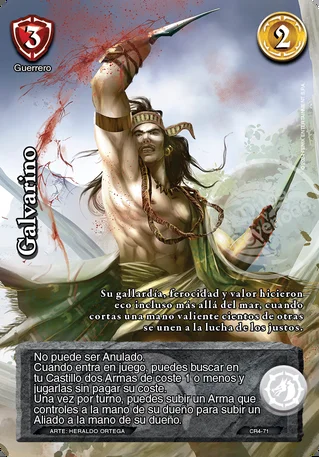 3
2
Guerrero
Galvarino
Su gallardía, ferocidad y valor hicieron
eco incluso más allá del mar, cuando
cortas una mano valiente cientos de otras
se unen a la lucha de los justos.
No puede ser Anulado.
Cuando entra en juego, puedes buscar en
tu Castillo dos Armas de coste 1 o menos y
jugarlas sin pagar su coste.
Una vez por turno, puedes subir un Arma que
controles a la mano de su dueño para subir un
Aliado a la mano de su dueño.
ARTE: HERALDO ORTEGA
CR4-71